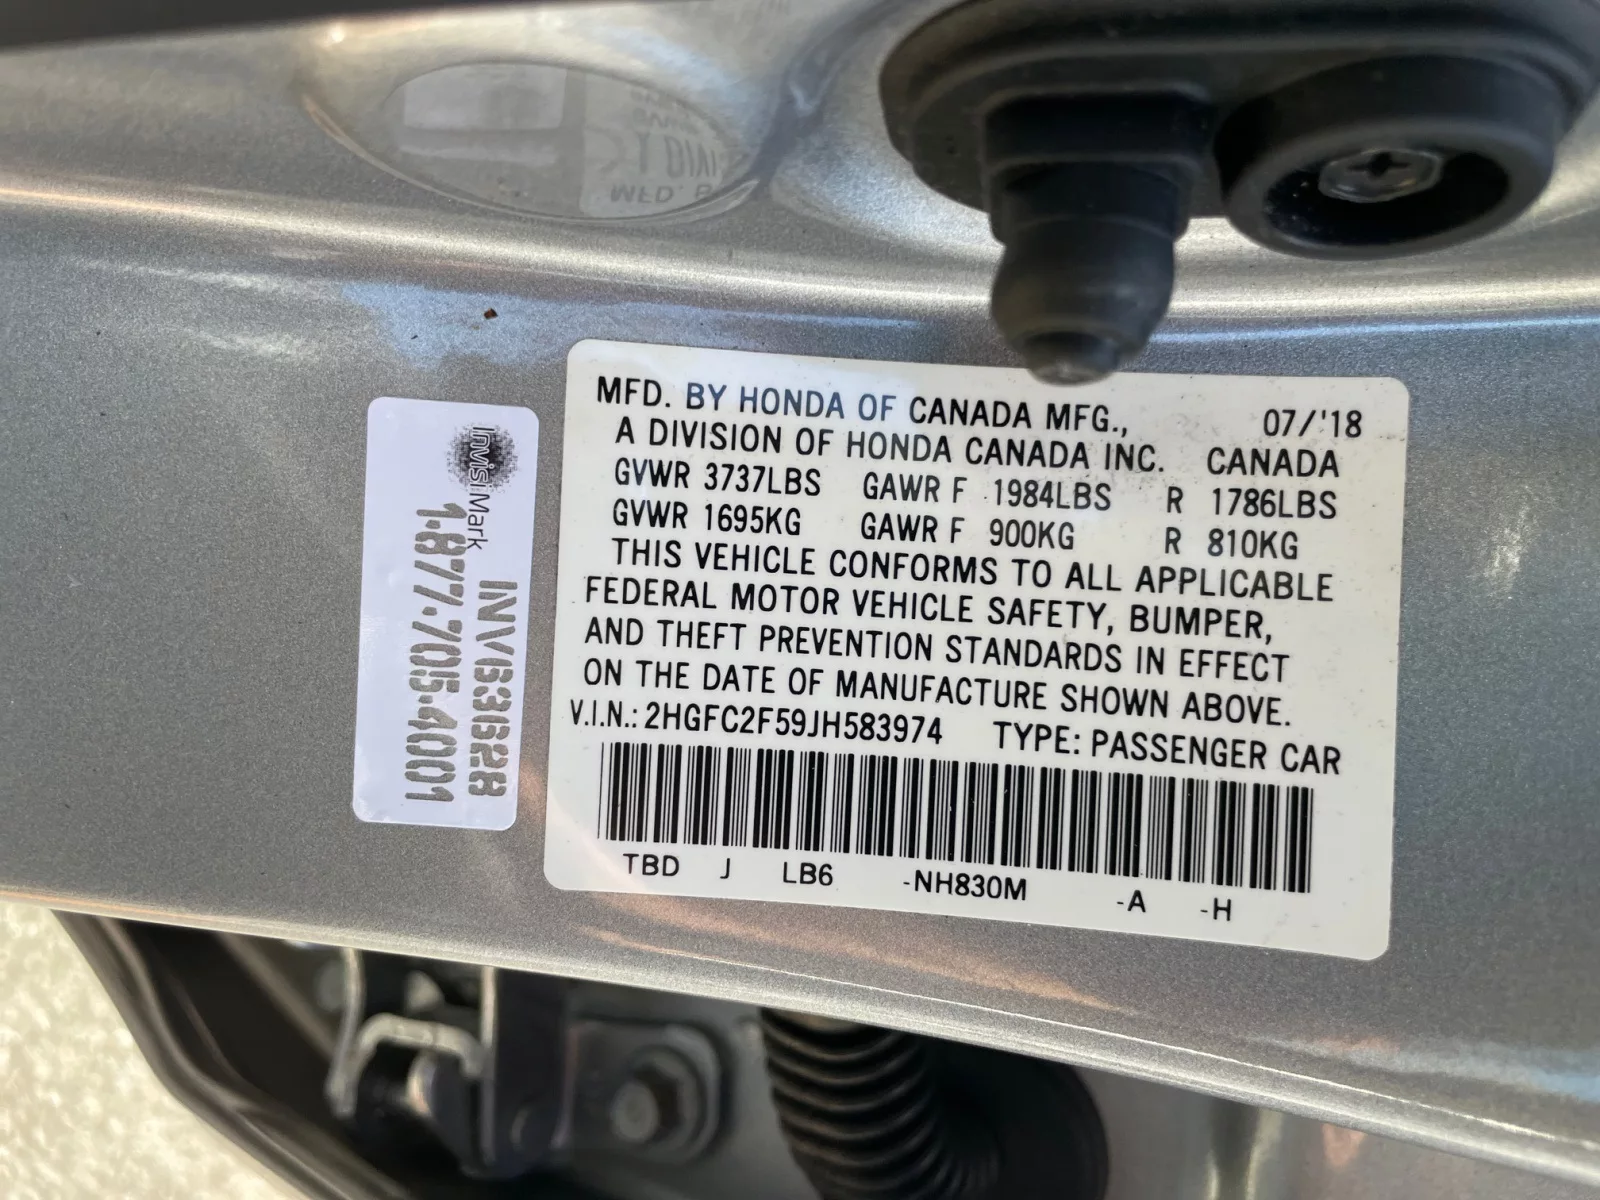 MFD. BY HONDA OF CANADA MFG., 07/'18
A DIVISION OF HONDA CANADA INC. CANADA
GVWR 3737LBS GAWR F 1984LBS R 1786LBS
GVWR 1695KG GAWR F 900KG R 810KG
THIS VEHICLE CONFORMS TO ALL APPLICABLE
FEDERAL MOTOR VEHICLE SAFETY, BUMPER,
AND THEFT PREVENTION STANDARDS IN EFFECT
ON THE DATE OF MANUFACTURE SHOWN ABOVE.
V.I.N.: 2HGFC2F59JH583974 TYPE: PASSENGER CAR
TBD J LB6 -NH830M -A -H
InvisiMark
INV63628
1.877.705.4001